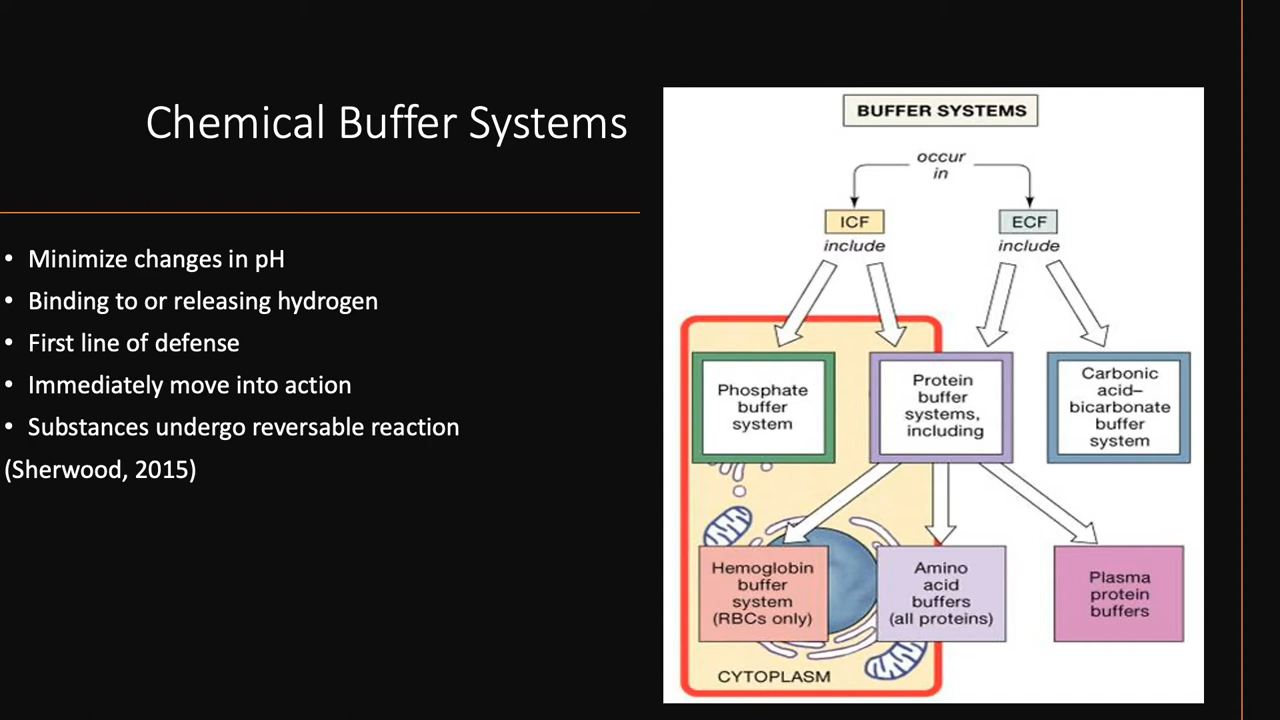 Chemical Buffer Systems
• Minimize changes in pH
• Binding to or releasing hydrogen
• First line of defense
• Immediately move into action
• Substances undergo reversable reaction
(Sherwood, 2015)
BUFFER SYSTEMS
occur
in
ICF
ECF
include
include
Phosphate
buffer
system
Protein
buffer
systems,
including
Carbonic
acid–
bicarbonate
buffer
system
Hemoglobin
buffer
system
(RBCs only)
Amino
acid
buffers
(all proteins)
Plasma
protein
buffers
CYTOPLASM